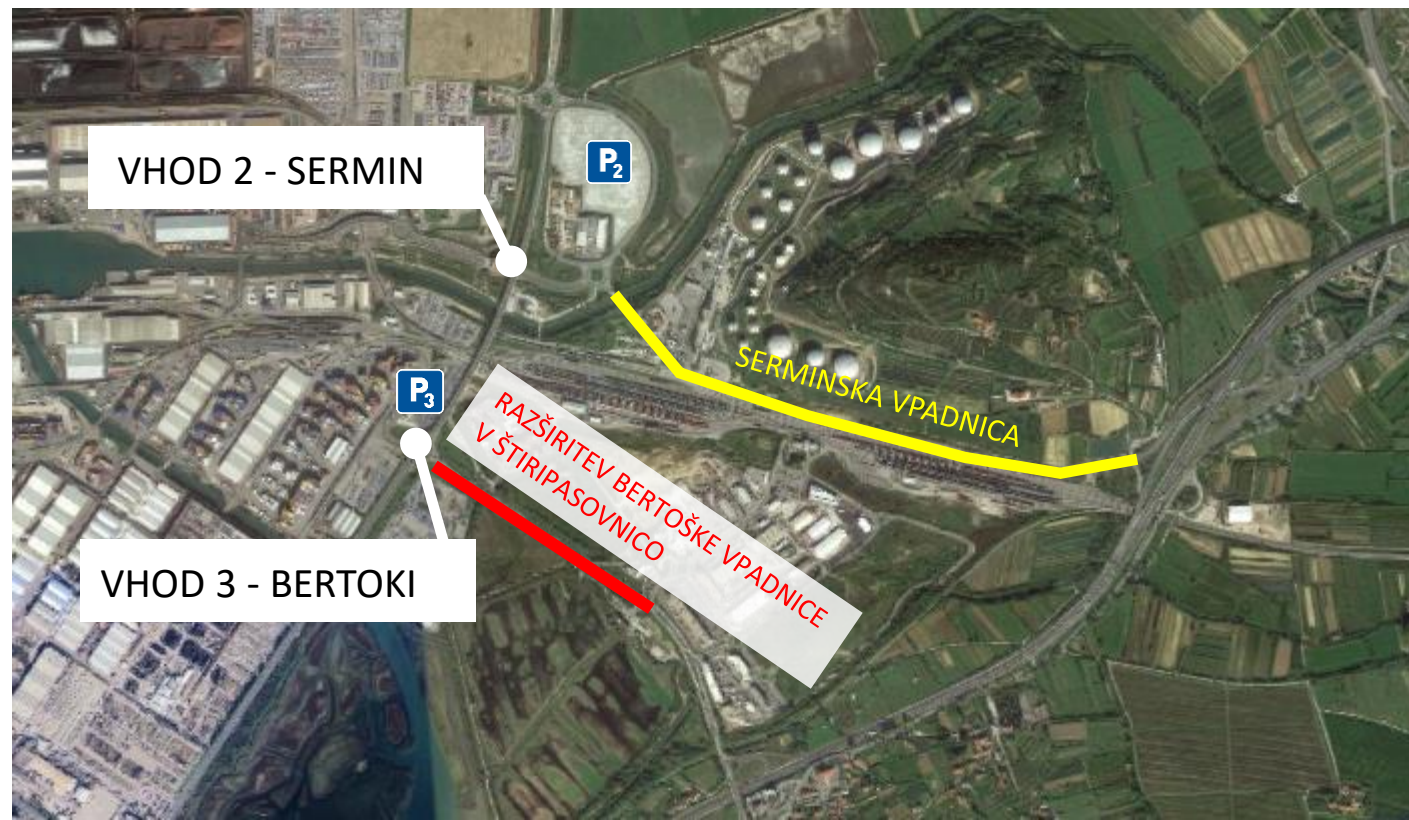 VHOD 2 - SERMIN
P2
SERMINSKA VPADNICA
P3
RAZŠIRITEV BERTOŠKE VPADNICE
V ŠTIRIPASOVNICO
VHOD 3 - BERTOKI